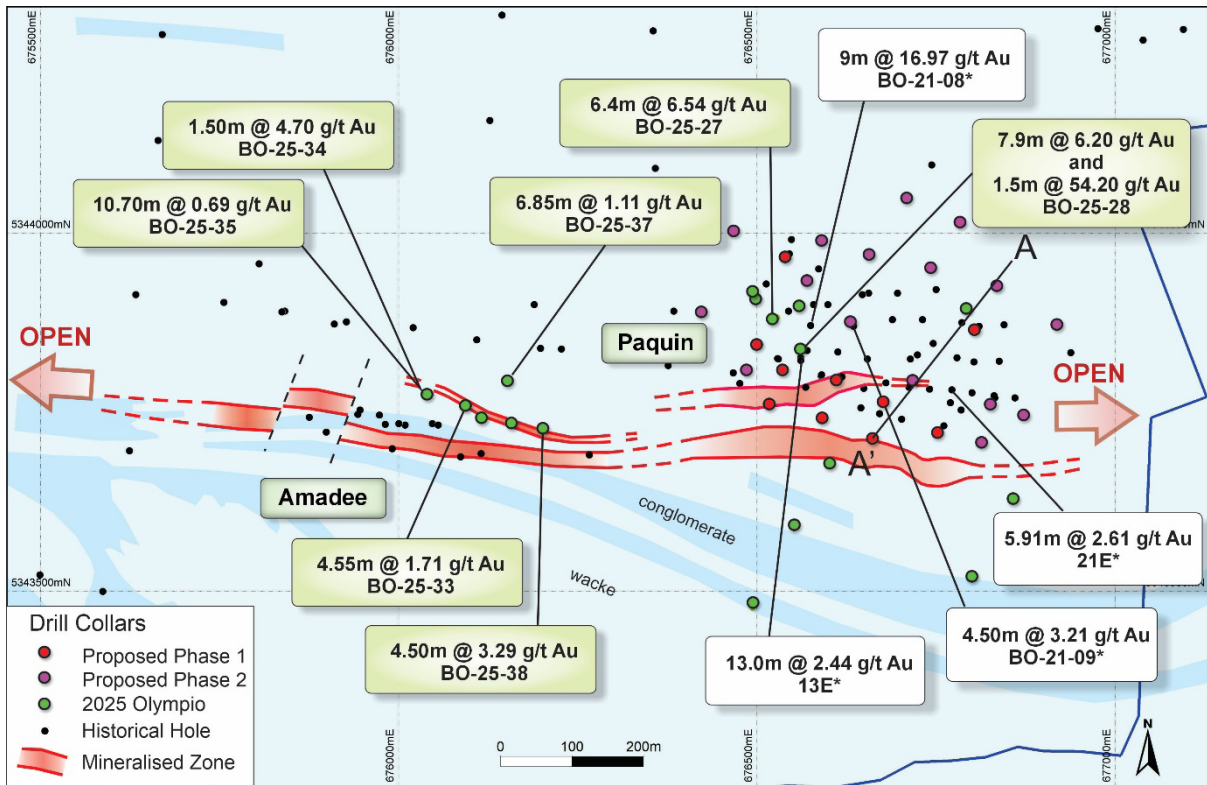 675500mE
676000mE
676500mE
677000mE
9m @ 16.97 g/t Au
BO-21-08*
6.4m @ 6.54 g/t Au
BO-25-27
1.50m @ 4.70 g/t Au
BO-25-34
7.9m @ 6.20 g/t Au
and
1.5m @ 54.20 g/t Au
BO-25-28
10.70m @ 0.69 g/t Au
BO-25-35
6.85m @ 1.11 g/t Au
BO-25-37
5344000mN
A
OPEN
Paquin
OPEN
A'
Amadee
conglomerate
wacke
5.91m @ 2.61 g/t Au
21E*
4.55m @ 1.71 g/t Au
BO-25-33
5343500mN
4.50m @ 3.29 g/t Au
BO-25-38
13.0m @ 2.44 g/t Au
13E*
4.50m @ 3.21 g/t Au
BO-21-09*
Drill Collars
Proposed Phase 1
Proposed Phase 2
2025 Olympio
Historical Hole
Mineralised Zone
0 100 200m
676000mE
676500mE
677000mE
N